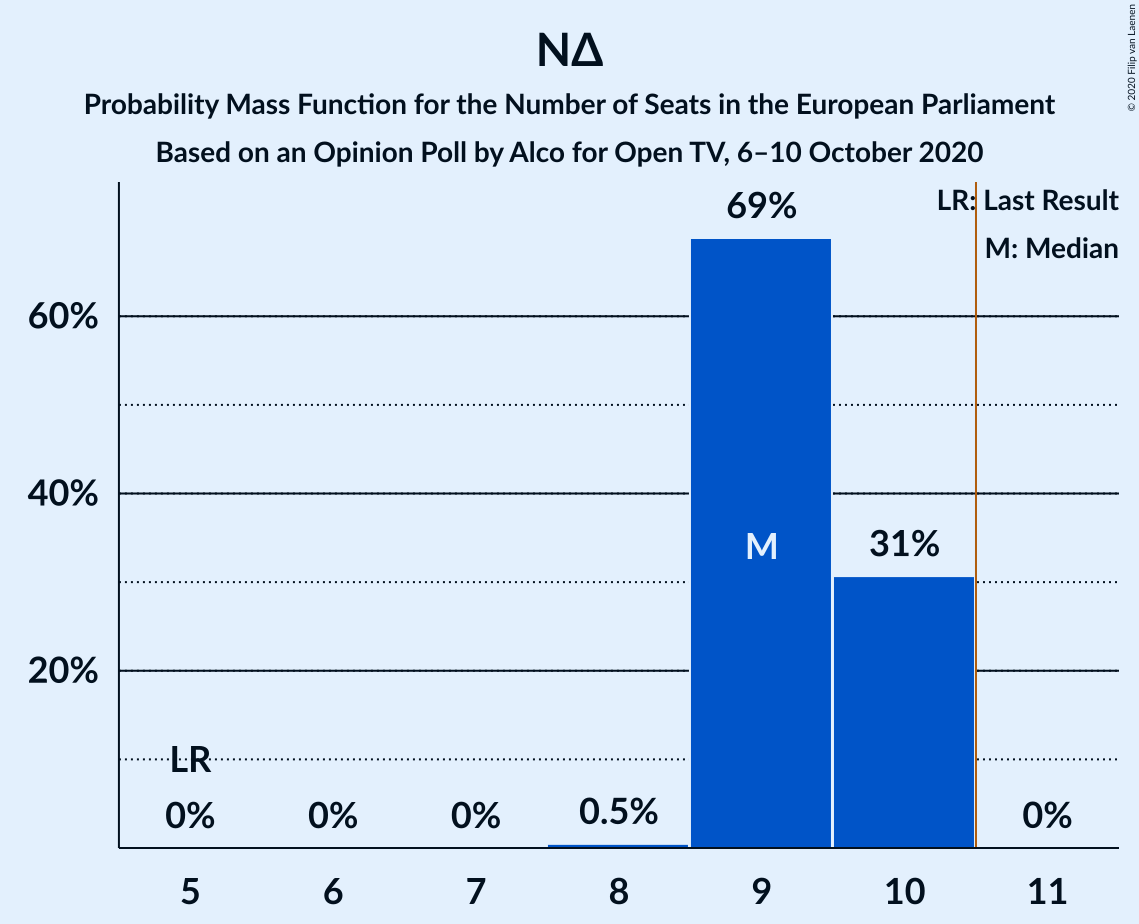 ΝΔ
Probability Mass Function for the Number of Seats in the European Parliament
Based on an Opinion Poll by Alco for Open TV, 6–10 October 2020
© 2020 Filip van Laenen
LR: Last Result
M: Median
69%
60%
40%
M
31%
20%
LR
0% 0% 0% 0.5% 0%
5 6 7 8 9 10 11